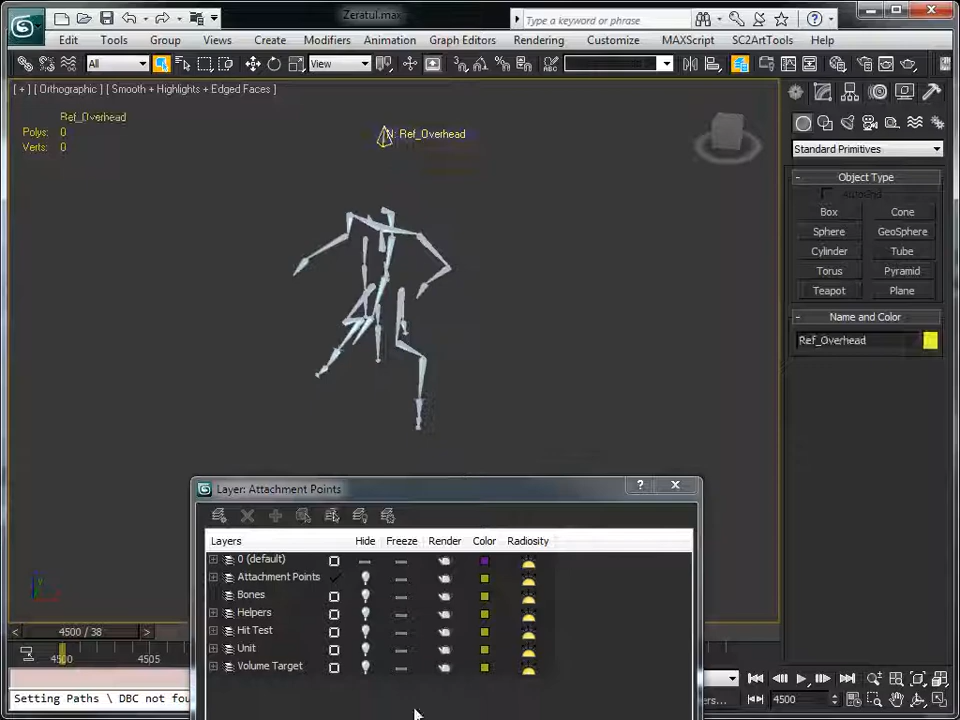 Zeratul.max
Type a keyword or phrase
Edit Tools Group Views Create Modifiers Animation Graph Editors Rendering Customize MAXScript SC2ArtTools Help
All View
[ + ] [ Orthographic ] [ Smooth + Highlights + Edged Faces ]
Ref_Overhead
Polys: 0
Verts: 0
Ref_Overhead
Standard Primitives
- Object Type
AutoGrid
Box Cone
Sphere GeoSphere
Cylinder Tube
Torus Pyramid
Teapot Plane
- Name and Color
Ref_Overhead
Layer: Attachment Points
Layers Hide Freeze Render Color Radiosity
0 (default)
Attachment Points
Bones
Helpers
Hit Test
Unit
Volume Target
< 4500 / 38 >
4500 4505
Setting Paths \ DBC not fou
4500